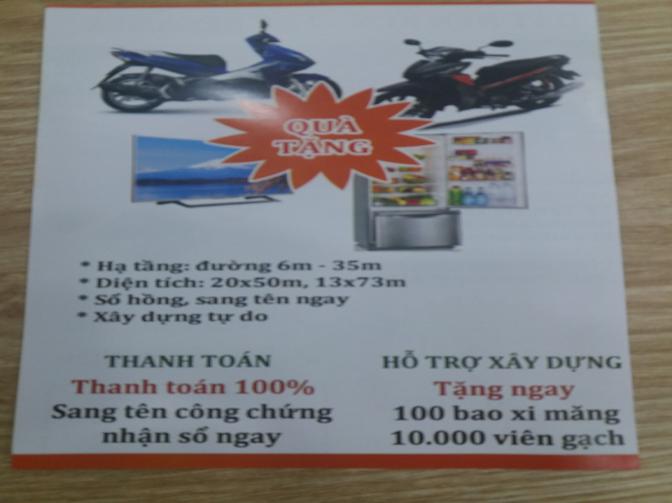 QUÀ
TẶNG
* Hạ tầng: đường 6m - 35m
* Diện tích: 20x50m, 13x73m
* Sổ hồng, sang tên ngay
* Xây dựng tự do
THANH TOÁN
Thanh toán 100%
Sang tên công chứng
nhận sổ ngay
HỖ TRỢ XÂY DỰNG
Tặng ngay
100 bao xi măng
10.000 viên gạch